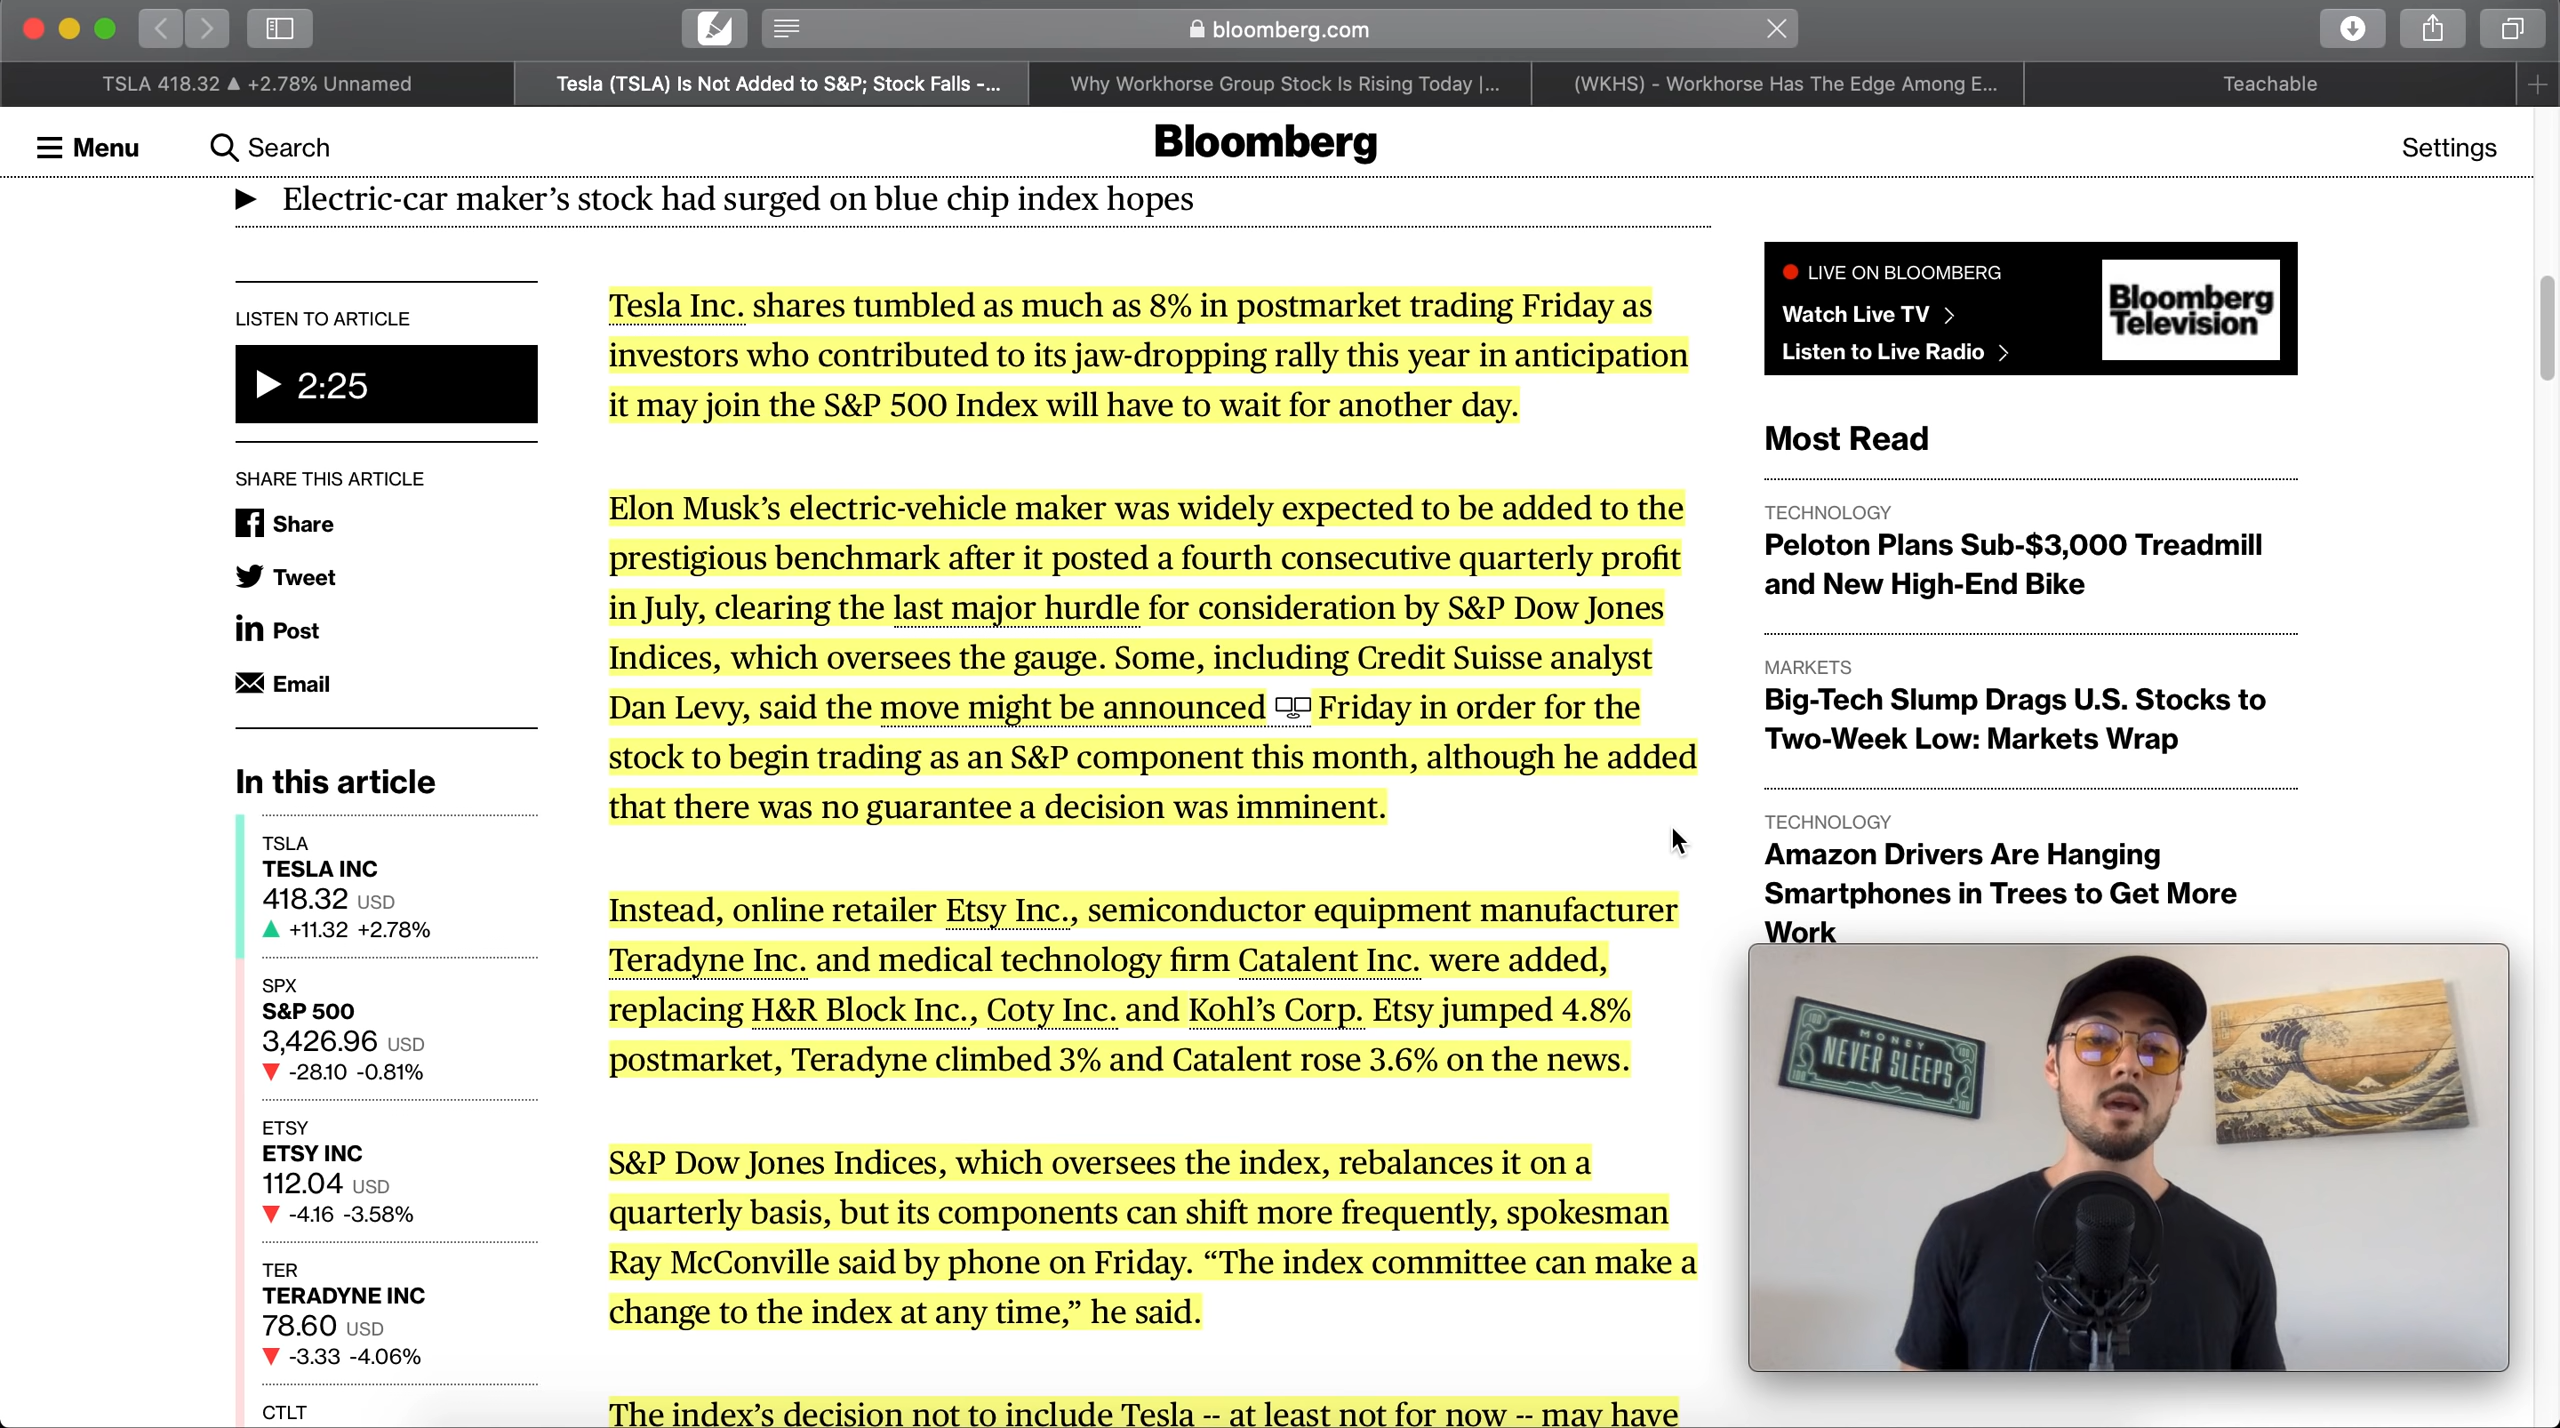 TSLA 418.32 ▲ +2.78% Unnamed
Tesla (TSLA) Is Not Added to S&P; Stock Falls -...
Why Workhorse Group Stock Is Rising Today |...
(WKHS) - Workhorse Has The Edge Among E...
Teachable
bloomberg.com
Menu
Search
Bloomberg
Settings
Electric-car maker’s stock had surged on blue chip index hopes
LISTEN TO ARTICLE
2:25
SHARE THIS ARTICLE
Share
Tweet
Post
Email
In this article
TSLA
TESLA INC
418.32 USD
▲ +11.32 +2.78%
SPX
S&P 500
3,426.96 USD
▼ -28.10 -0.81%
ETSY
ETSY INC
112.04 USD
▼ -4.16 -3.58%
TER
TERADYNE INC
78.60 USD
▼ -3.33 -4.06%
CTLT
Tesla Inc. shares tumbled as much as 8% in postmarket trading Friday as
investors who contributed to its jaw-dropping rally this year in anticipation
it may join the S&P 500 Index will have to wait for another day.
Elon Musk’s electric-vehicle maker was widely expected to be added to the
prestigious benchmark after it posted a fourth consecutive quarterly profit
in July, clearing the last major hurdle for consideration by S&P Dow Jones
Indices, which oversees the gauge. Some, including Credit Suisse analyst
Dan Levy, said the move might be announced Friday in order for the
stock to begin trading as an S&P component this month, although he added
that there was no guarantee a decision was imminent.
Instead, online retailer Etsy Inc., semiconductor equipment manufacturer
Teradyne Inc. and medical technology firm Catalent Inc. were added,
replacing H&R Block Inc., Coty Inc. and Kohl’s Corp. Etsy jumped 4.8%
postmarket, Teradyne climbed 3% and Catalent rose 3.6% on the news.
S&P Dow Jones Indices, which oversees the index, rebalances it on a
quarterly basis, but its components can shift more frequently, spokesman
Ray McConville said by phone on Friday. “The index committee can make a
change to the index at any time,” he said.
The index’s decision not to include Tesla -- at least not for now -- may have
LIVE ON BLOOMBERG
Watch Live TV
Listen to Live Radio
Bloomberg
Television
Most Read
TECHNOLOGY
Peloton Plans Sub-$3,000 Treadmill
and New High-End Bike
MARKETS
Big-Tech Slump Drags U.S. Stocks to
Two-Week Low: Markets Wrap
TECHNOLOGY
Amazon Drivers Are Hanging
Smartphones in Trees to Get More
Work
MONEY
NEVER SLEEPS